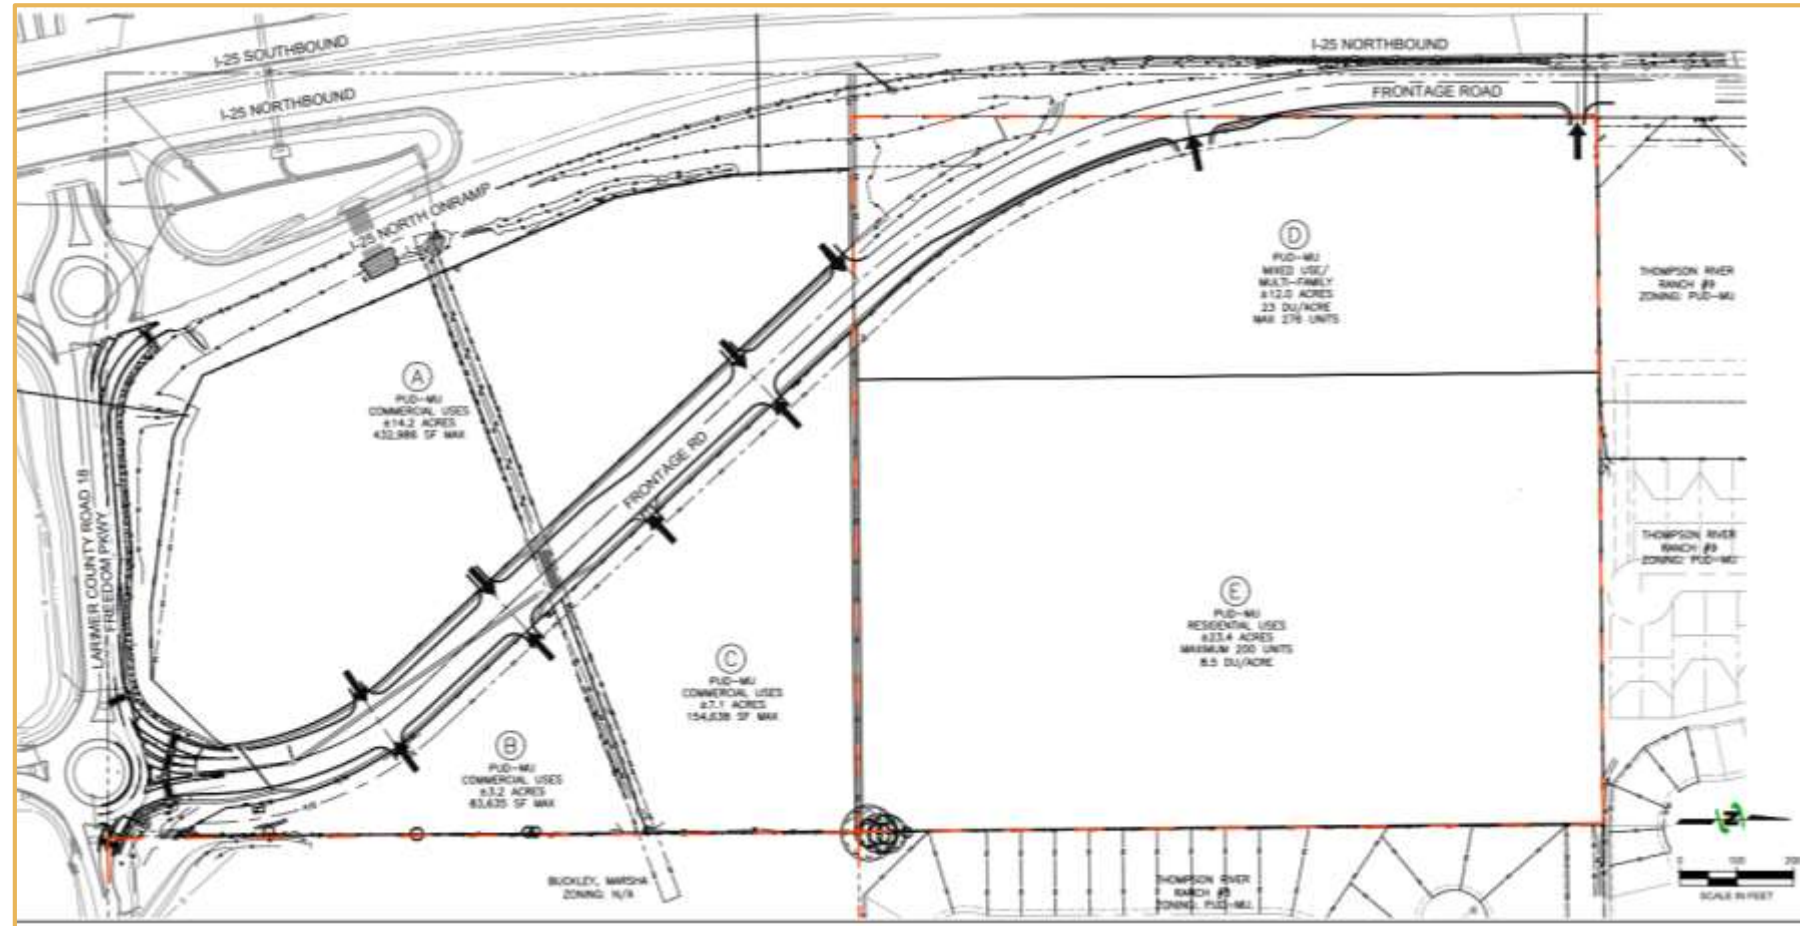 I-25 SOUTHBOUND
I-25 NORTHBOUND
I-25 NORTHBOUND
FRONTAGE ROAD
I-25 NORTH ONRAMP
D
PUD-MU
MIXED USE/
MULTI-FAMILY
±12.0 ACRES
23 DU/ACRE
MAX 276 UNITS
THOMPSON RIVER
RANCH #9
ZONING: PUD-MU
A
PUD-MU
COMMERCIAL USES
±14.2 ACRES
432,986 SF MAX
FRONTAGE RD
LARIMER COUNTY ROAD 18
FREEDOM PKWY
THOMPSON RIVER
RANCH #9
ZONING: PUD-MU
E
PUD-MU
RESIDENTIAL USES
±23.4 ACRES
MAXIMUM 200 UNITS
8.5 DU/ACRE
C
PUD-MU
COMMERCIAL USES
±7.1 ACRES
154,638 SF MAX
B
PUD-MU
COMMERCIAL USES
±3.2 ACRES
83,635 SF MAX
BUCKLEY, MARSHA
ZONING: N/A
THOMPSON RIVER
RANCH
ZONING: PUD-MU
N
0 100 200
SCALE IN FEET